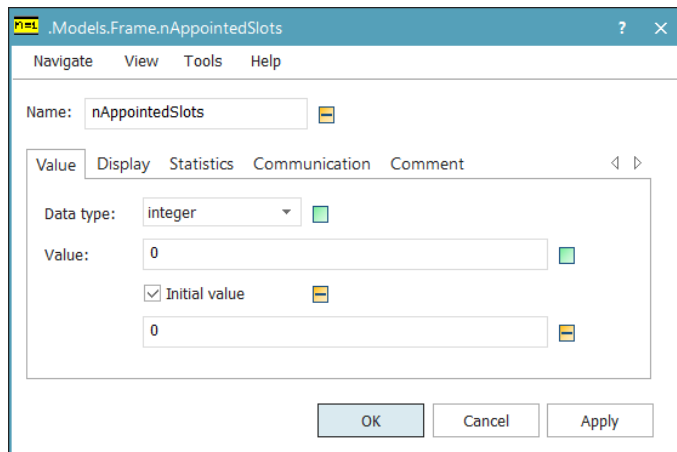 n=1 .Models.Frame.nAppointedSlots ?
Navigate View Tools Help
Name: nAppointedSlots
Value Display Statistics Communication Comment
Data type: integer
Value: 0
Initial value
0
OK Cancel Apply